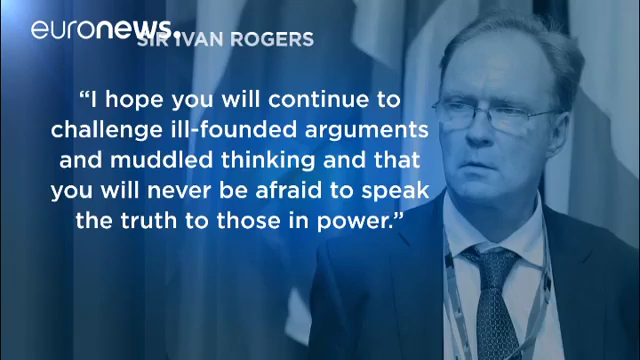 euronews.
SIR IVAN ROGERS
“I hope you will continue to
challenge ill-founded arguments
and muddled thinking and that
you will never be afraid to speak
the truth to those in power.”